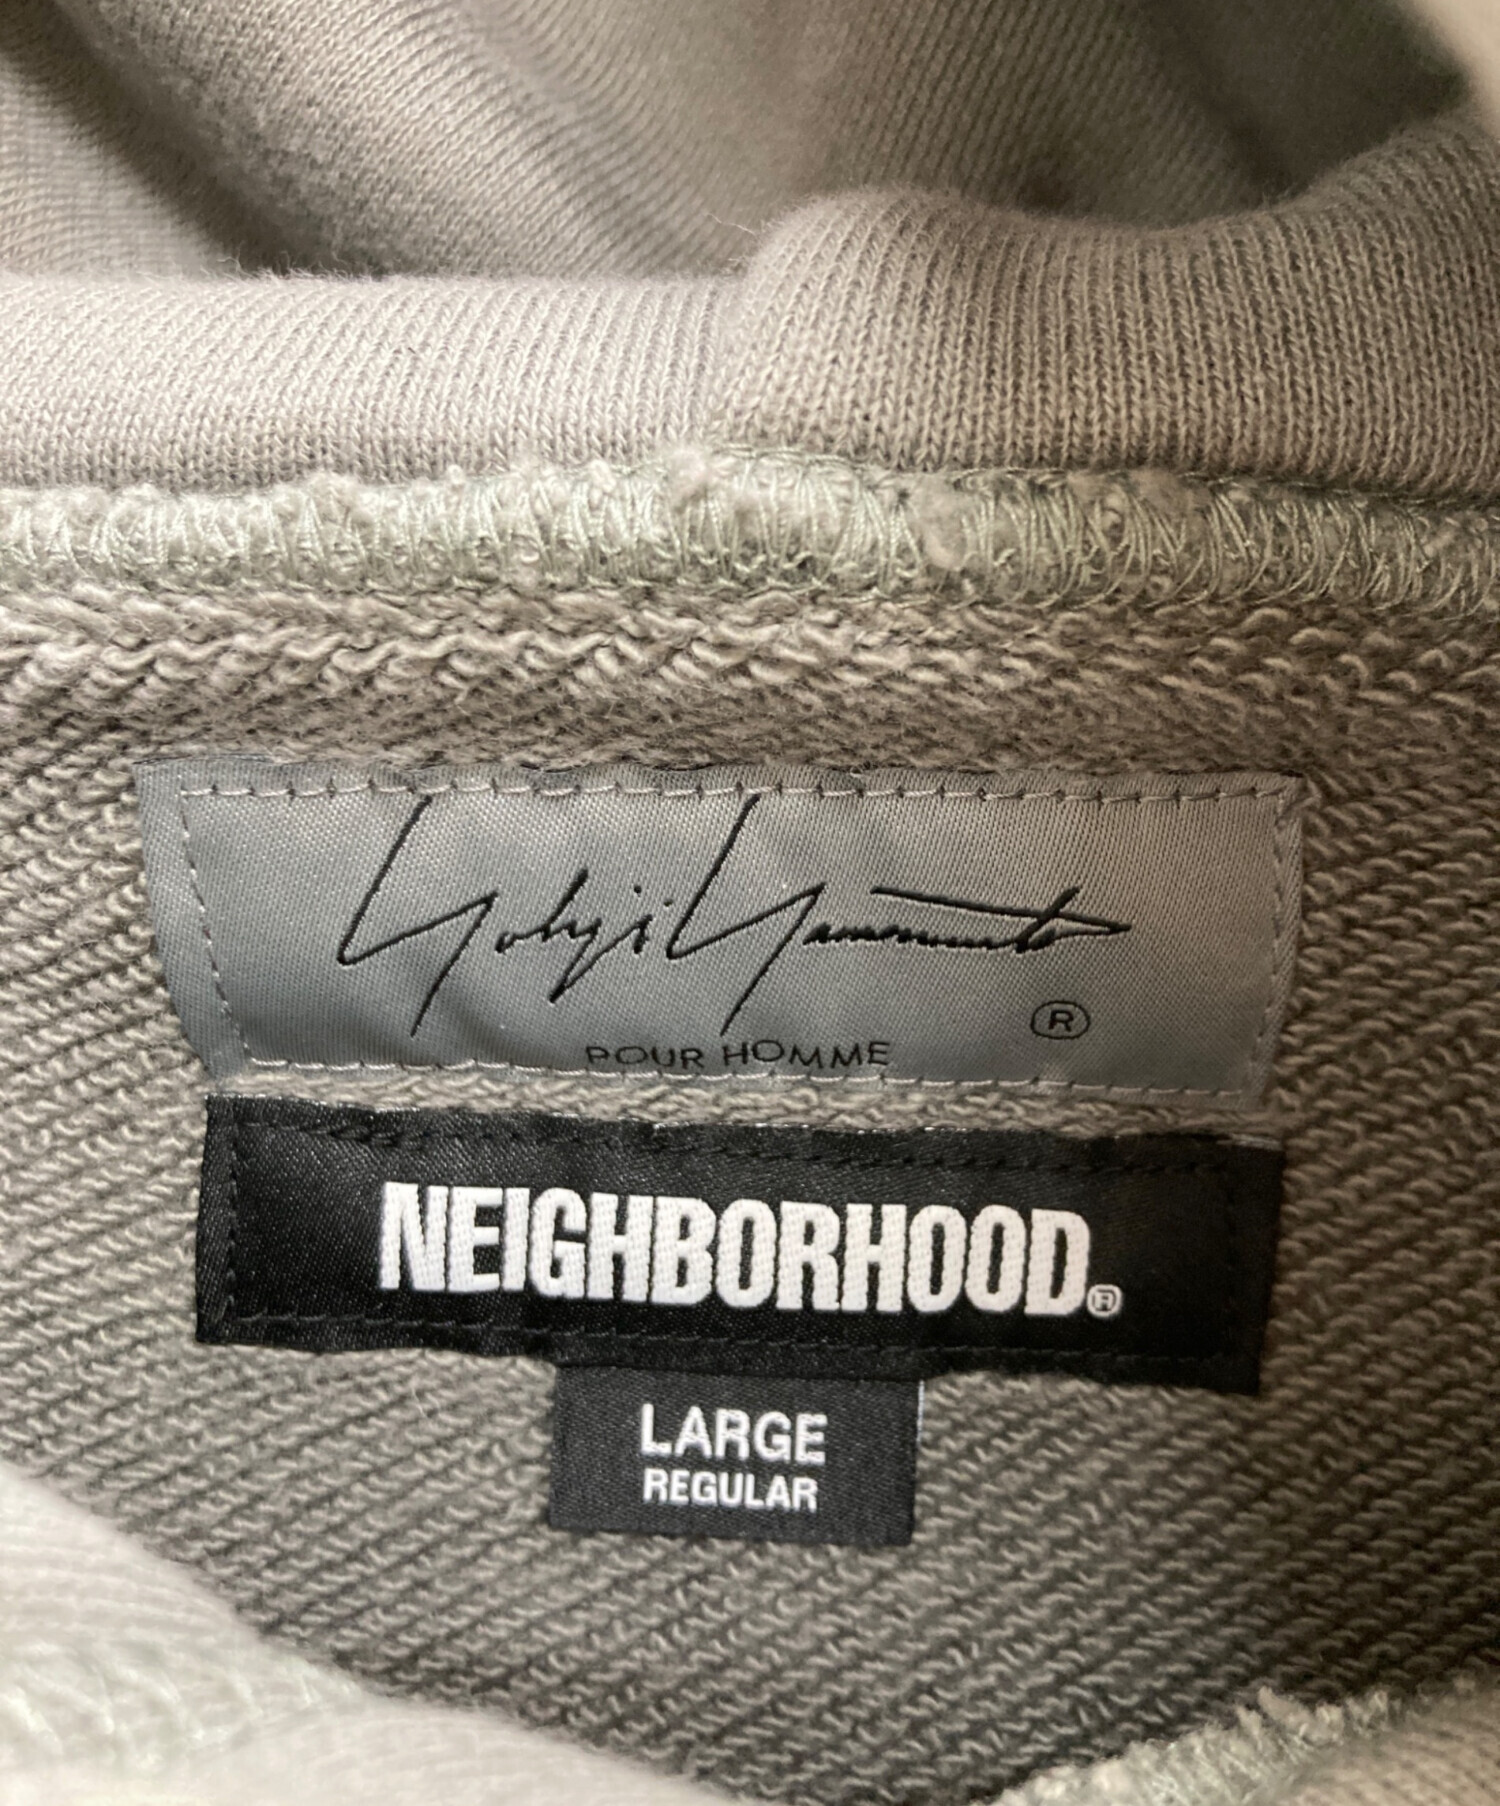 Yohji Yamamoto
®
POUR HOMME
NEIGHBORHOOD®
LARGE
REGULAR